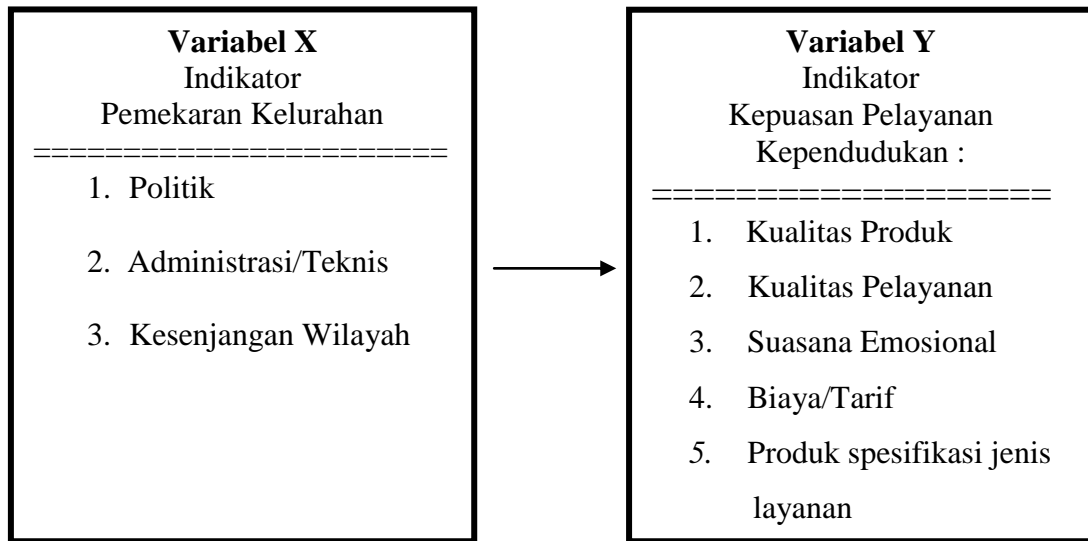 Variabel X
Indikator
Pemekaran Kelurahan
=======================
1. Politik
2. Administrasi/Teknis
3. Kesenjangan Wilayah
Variabel Y
Indikator
Kepuasan Pelayanan
Kependudukan :
===================
1. Kualitas Produk
2. Kualitas Pelayanan
3. Suasana Emosional
4. Biaya/Tarif
5. Produk spesifikasi jenis
layanan